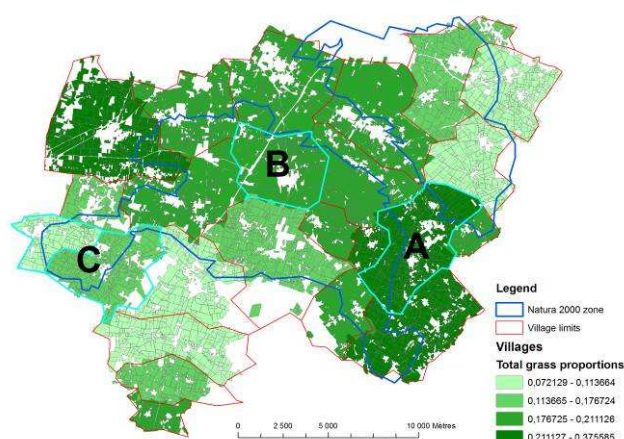 B
A
C
Legend
Natura 2000 zone
Village limits
Villages
Total grass proportions
0,072129 - 0,113664
0,113665 - 0,176724
0,176725 - 0,211126
0,211127 - 0,375585
0 2 500 5 000 10 000 Mètres